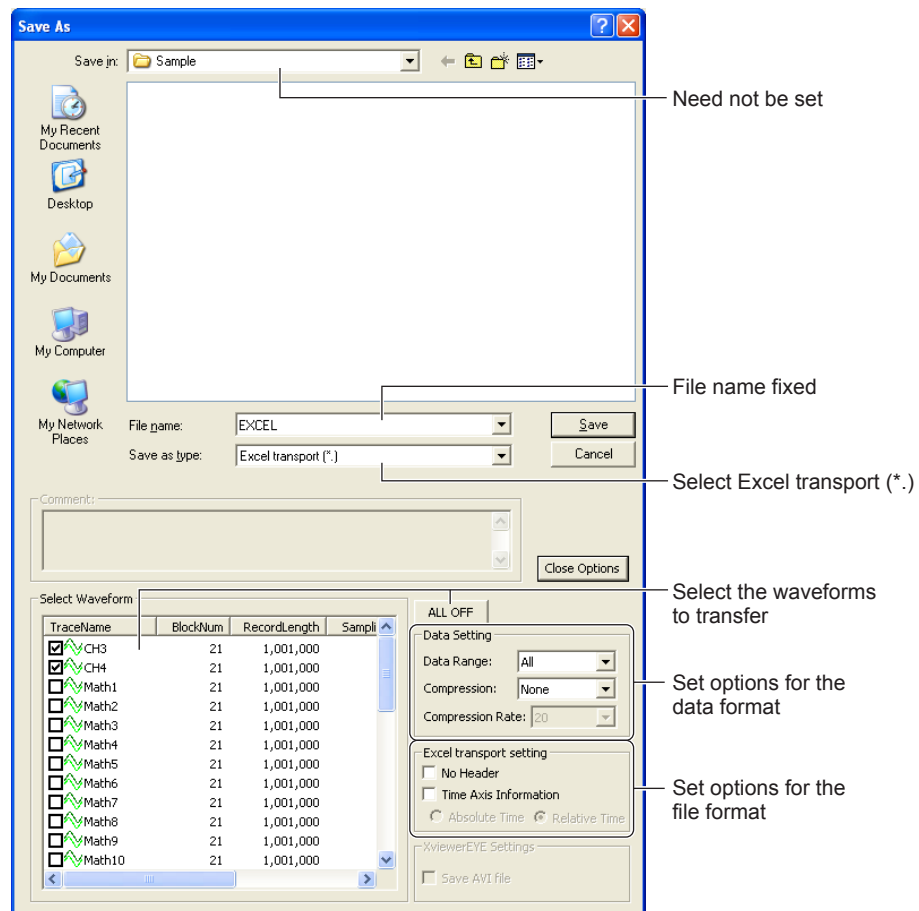 Save As
Save in: Sample
Need not be set
My Recent
Documents
Desktop
My Documents
My Computer
My Network
Places
File name: EXCEL Save
File name fixed
Save as type: Excel transport (*.) Cancel
Select Excel transport (*.)
Comment:
Close Options
Select Waveform
TraceName BlockNum RecordLength Sampli
CH3 21 1,001,000
CH4 21 1,001,000
Math1 21 1,001,000
Math2 21 1,001,000
Math3 21 1,001,000
Math4 21 1,001,000
Math5 21 1,001,000
Math6 21 1,001,000
Math7 21 1,001,000
Math8 21 1,001,000
Math9 21 1,001,000
Math10 21 1,001,000
ALL OFF
Select the waveforms
to transfer
Data Setting
Data Range: All
Compression: None
Compression Rate: 20
Set options for the
data format
Excel transport setting
No Header
Time Axis Information
Absolute Time Relative Time
Set options for the
file format
XviewerEYE Settings
Save AVI file